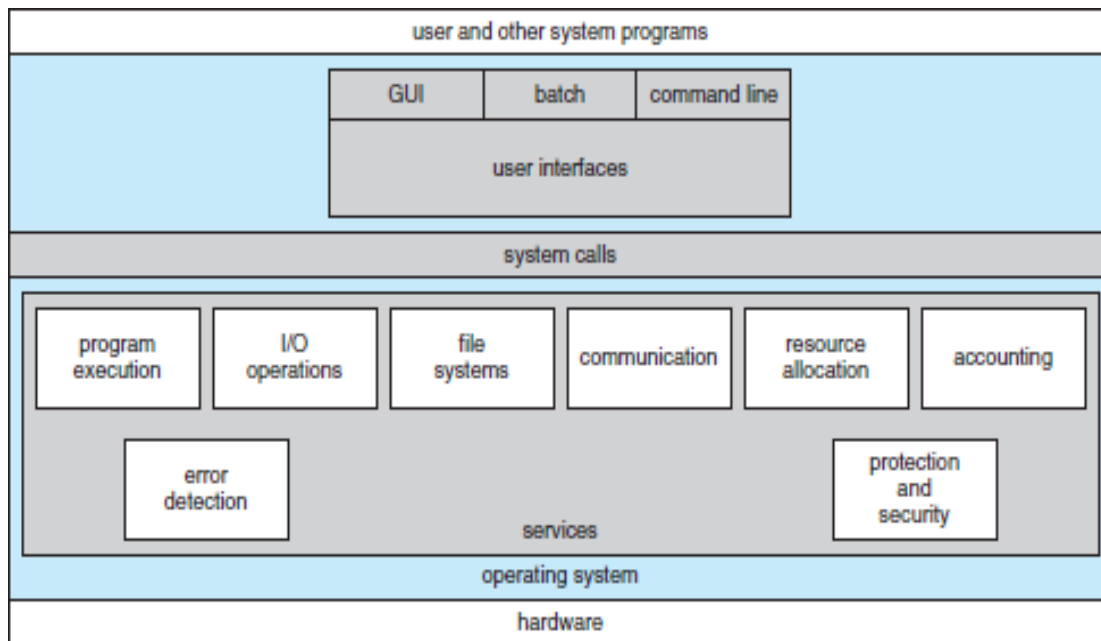 user and other system programs
GUI
batch
command line
user interfaces
system calls
program
execution
I/O
operations
file
systems
communication
resource
allocation
accounting
error
detection
protection
and
security
services
operating system
hardware